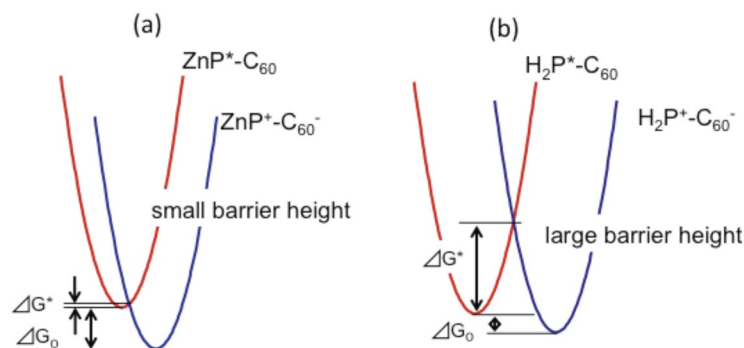 (a)
ZnP*-C₆₀
ZnP⁺-C₆₀⁻
small barrier height
⊿G*
⊿G₀
(b)
H₂P*-C₆₀
H₂P⁺-C₆₀⁻
large barrier height
⊿G*
⊿G₀